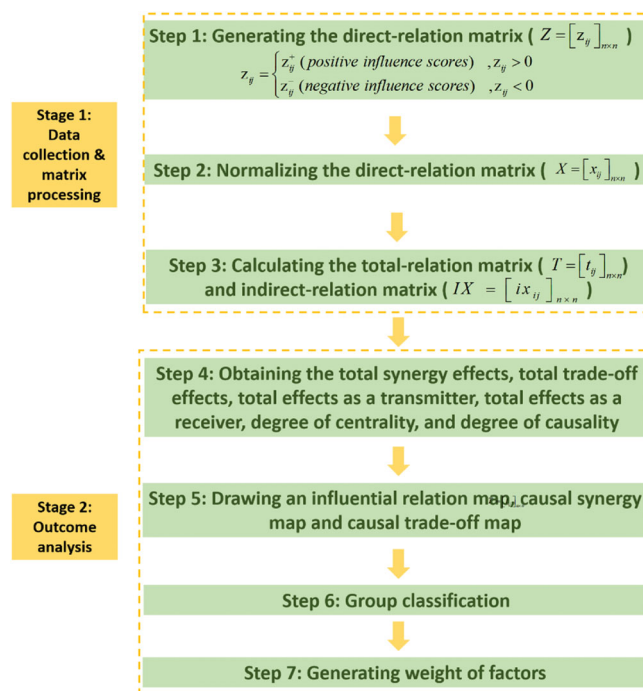 Step 1: Generating the direct-relation matrix ( Z = [z_ij]_n×n )
z_ij = { z_ij^+ (positive influence scores) , z_ij > 0
z_ij^- (negative influence scores) , z_ij < 0
Stage 1:
Data
collection &
matrix
processing
Step 2: Normalizing the direct-relation matrix ( X = [x_ij]_n×n )
Step 3: Calculating the total-relation matrix ( T = [t_ij]_n×n )
and indirect-relation matrix ( IX = [ix_ij]_n×n )
Step 4: Obtaining the total synergy effects, total trade-off
effects, total effects as a transmitter, total effects as a
receiver, degree of centrality, and degree of causality
Stage 2:
Outcome
analysis
Step 5: Drawing an influential relation map, causal synergy
map and causal trade-off map
Step 6: Group classification
Step 7: Generating weight of factors